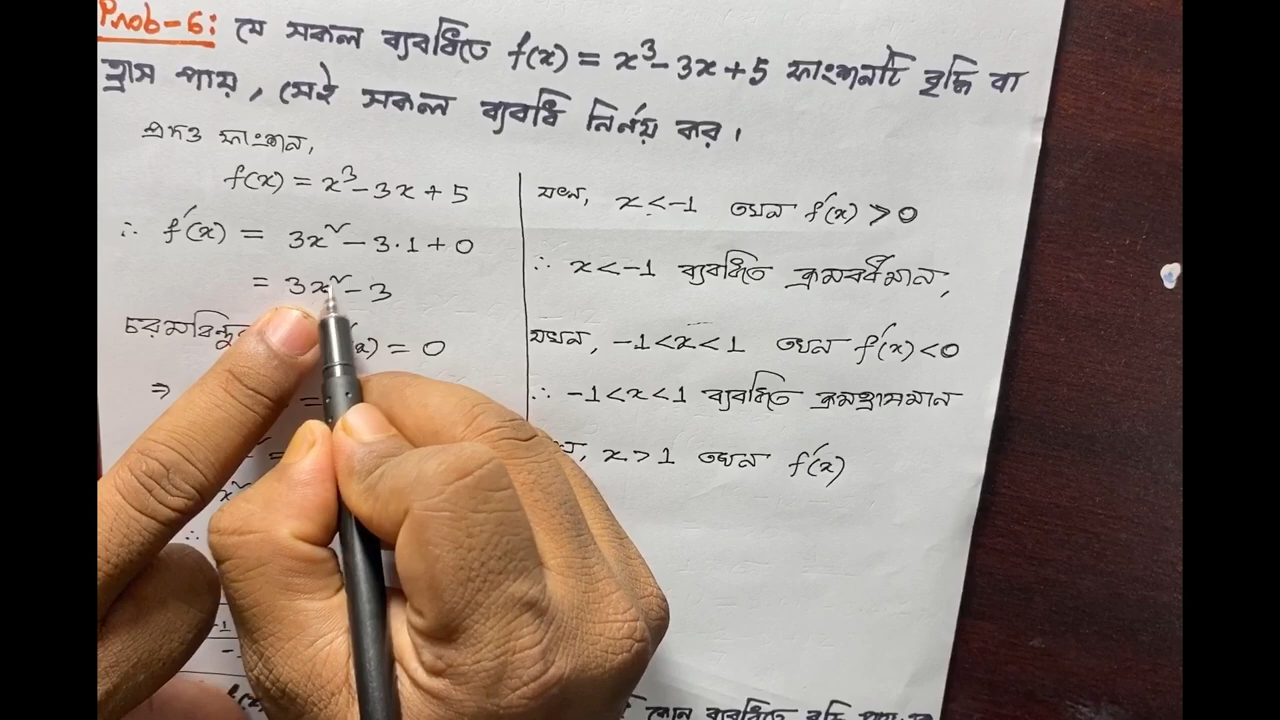 Prob-6: যে সকল ব্যবধিতে f(x) = x³ - 3x + 5 ফাংশনটি বৃদ্ধি বা
হ্রাস পায়, সেই সকল ব্যবধি নির্ণয় কর।
প্রদত্ত ফাংশন,
f(x) = x³ - 3x + 5
∴ f′(x) = 3x² - 3·1 + 0
= 3x² - 3
চরমবিন্দুর (x) = 0
⇒ =
যখন, x < -1 তখন f′(x) > 0
∴ x < -1 ব্যবধিতে ক্রমবর্ধমান,
যখন, -1 < x < 1 তখন f′(x) < 0
∴ -1 < x < 1 ব্যবধিতে ক্রমহ্রাসমান
x > 1 তখন f′(x)
কোন ব্যবধিতে বৃদ্ধি